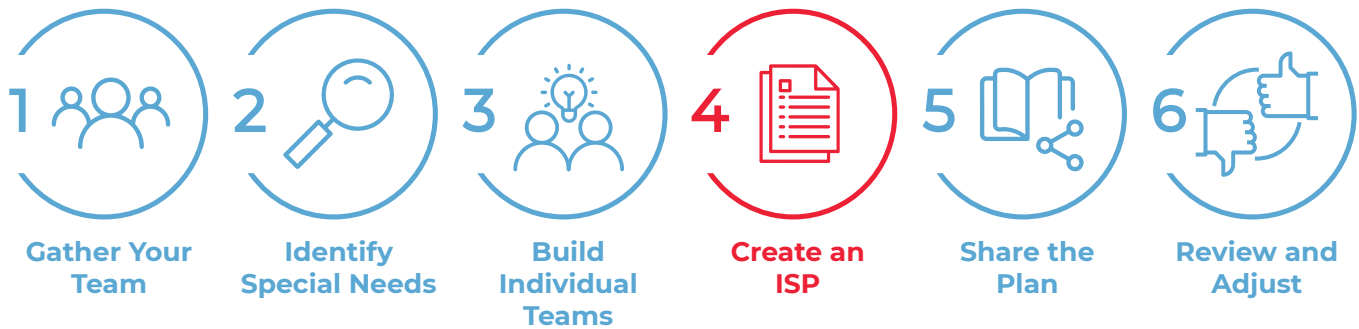 1
Gather Your
Team
2
Identify
Special Needs
3
Build
Individual
Teams
4
Create an
ISP
5
Share the
Plan
6
Review and
Adjust